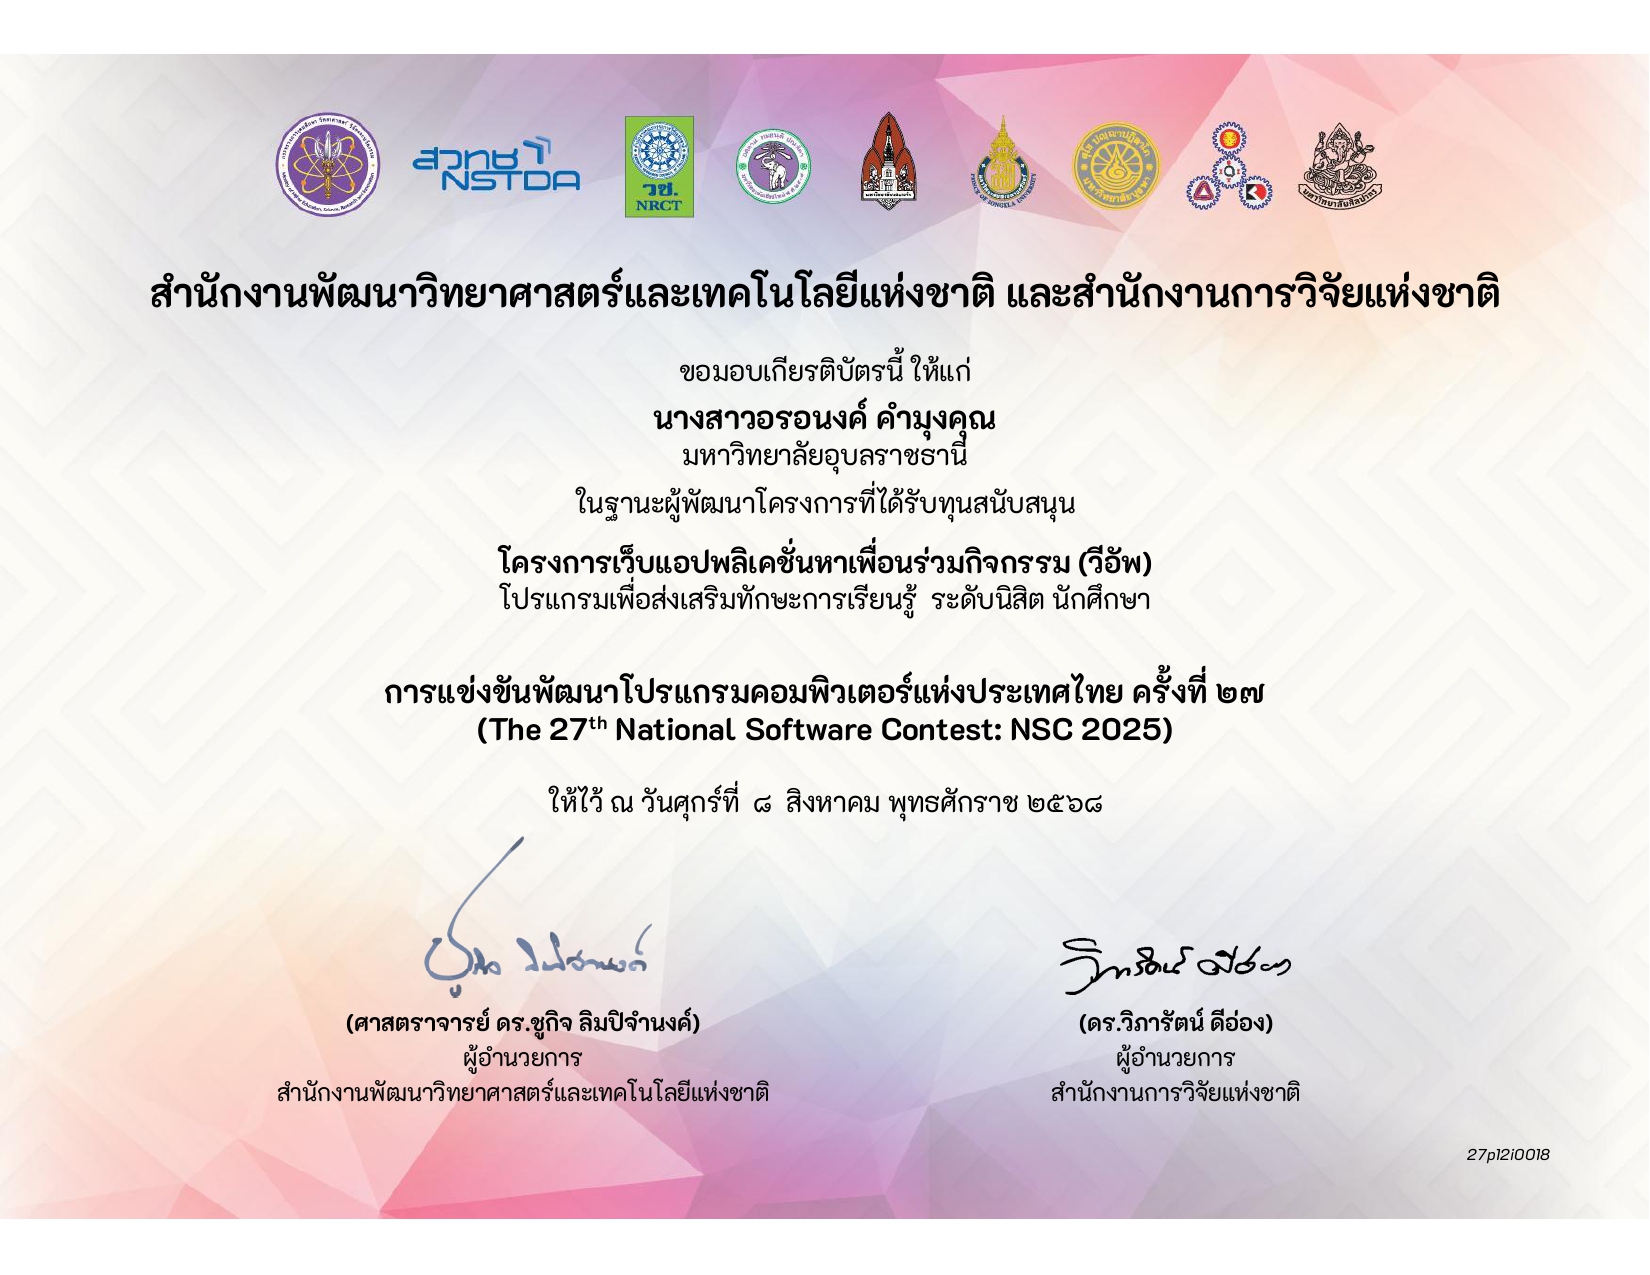 สวทช
NSTDA
วช.
NRCT
PRINCE OF SONGKLA UNIVERSITY
มหาวิทยาลัยศิลปากร
สำนักงานพัฒนาวิทยาศาสตร์และเทคโนโลยีแห่งชาติ และสำนักงานการวิจัยแห่งชาติ
ขอมอบเกียรติบัตรนี้ ให้แก่
นางสาวอรอนงค์ คำมุงคุณ
มหาวิทยาลัยอุบลราชธานี
ในฐานะผู้พัฒนาโครงการที่ได้รับทุนสนับสนุน
โครงการเว็บแอปพลิเคชั่นหาเพื่อนร่วมกิจกรรม (วีอัพ)
โปรแกรมเพื่อส่งเสริมทักษะการเรียนรู้ ระดับนิสิต นักศึกษา
การแข่งขันพัฒนาโปรแกรมคอมพิวเตอร์แห่งประเทศไทย ครั้งที่ ๒๗
(The 27th National Software Contest: NSC 2025)
ให้ไว้ ณ วันศุกร์ที่ ๘ สิงหาคม พุทธศักราช ๒๕๖๘
(ศาสตราจารย์ ดร.ชูกิจ ลิมปิจำนงค์)
ผู้อำนวยการ
สำนักงานพัฒนาวิทยาศาสตร์และเทคโนโลยีแห่งชาติ
(ดร.วิภารัตน์ ดีอ่อง)
ผู้อำนวยการ
สำนักงานการวิจัยแห่งชาติ
27p12i0018